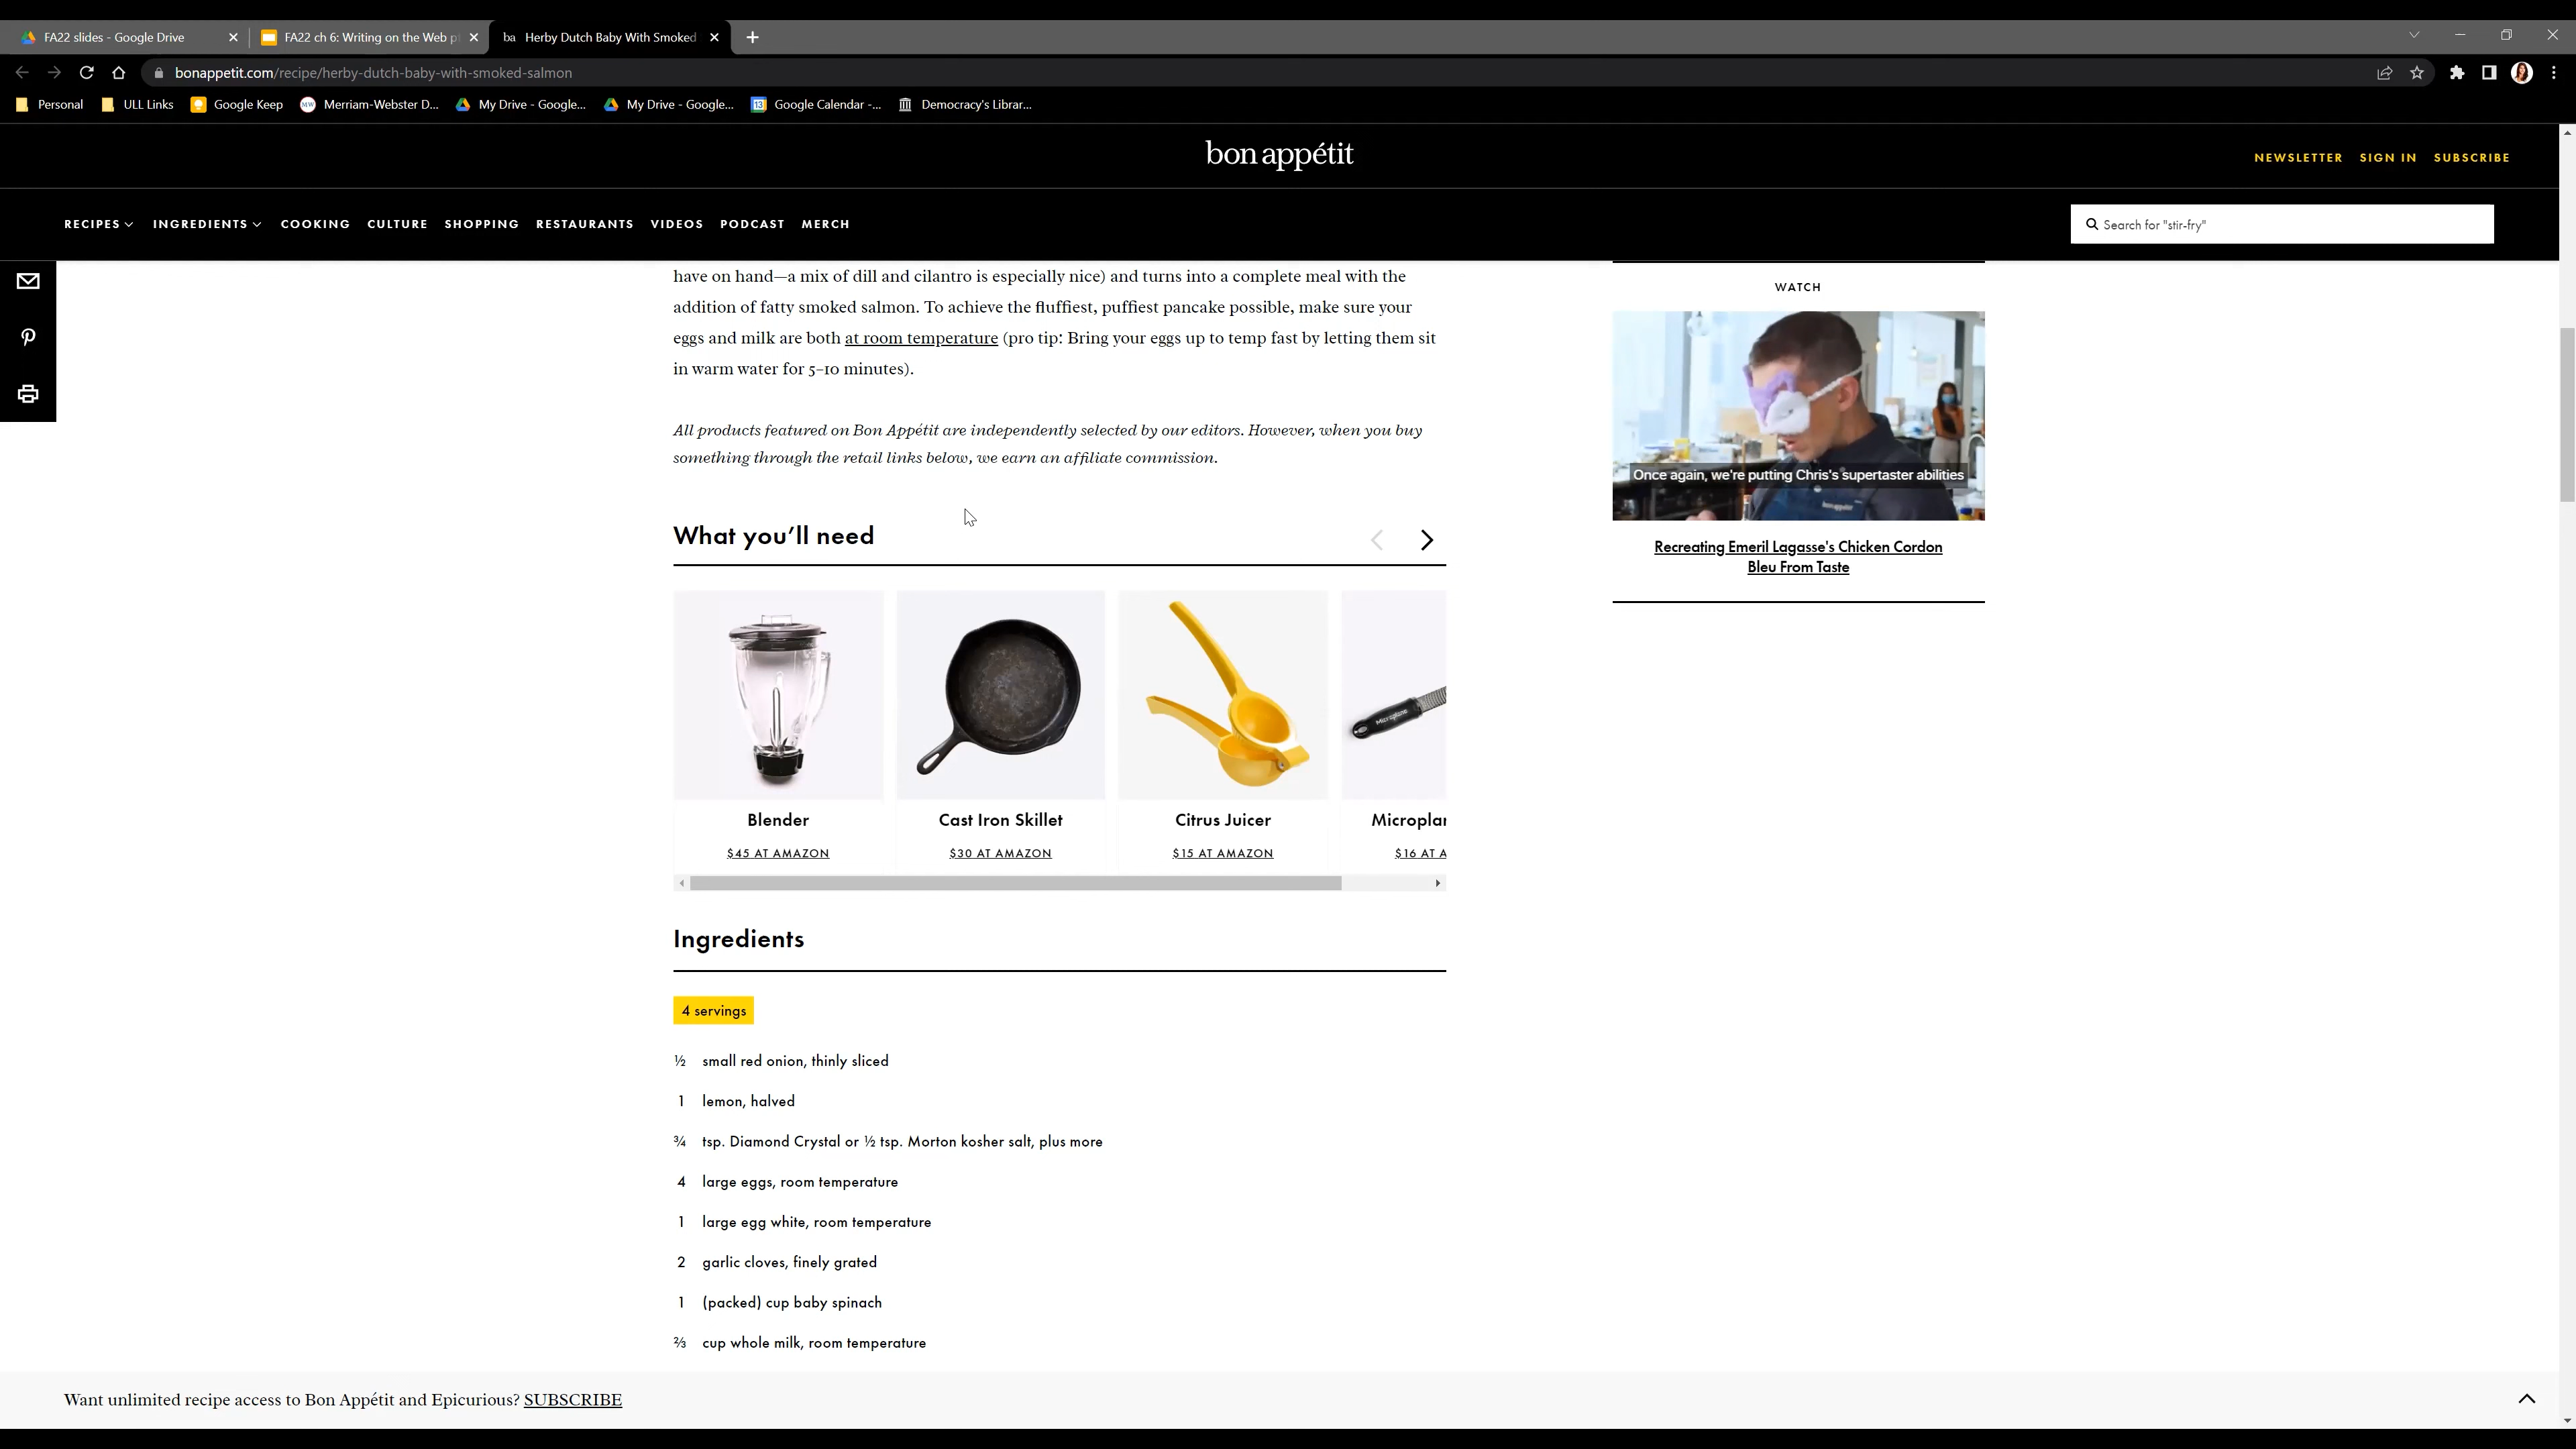 FA22 slides - Google Drive
FA22 ch 6: Writing on the Web pt
ba Herby Dutch Baby With Smoked
bonappetit.com/recipe/herby-dutch-baby-with-smoked-salmon
Personal
ULL Links
Google Keep
MW Merriam-Webster D...
My Drive - Google...
My Drive - Google...
13 Google Calendar -...
Democracy's Librar...
bon appétit
NEWSLETTER SIGN IN SUBSCRIBE
RECIPES INGREDIENTS COOKING CULTURE SHOPPING RESTAURANTS VIDEOS PODCAST MERCH
Search for "stir-fry"
have on hand—a mix of dill and cilantro is especially nice) and turns into a complete meal with the
addition of fatty smoked salmon. To achieve the fluffiest, puffiest pancake possible, make sure your
eggs and milk are both at room temperature (pro tip: Bring your eggs up to temp fast by letting them sit
in warm water for 5–10 minutes).
All products featured on Bon Appétit are independently selected by our editors. However, when you buy
something through the retail links below, we earn an affiliate commission.
WATCH
Once again, we're putting Chris's supertaster abilities
Recreating Emeril Lagasse's Chicken Cordon
Bleu From Taste
What you’ll need
Microplane
Blender
$45 AT AMAZON
Cast Iron Skillet
$30 AT AMAZON
Citrus Juicer
$15 AT AMAZON
Microplan
$16 AT A
Ingredients
4 servings
½ small red onion, thinly sliced
1 lemon, halved
¾ tsp. Diamond Crystal or ½ tsp. Morton kosher salt, plus more
4 large eggs, room temperature
1 large egg white, room temperature
2 garlic cloves, finely grated
1 (packed) cup baby spinach
⅔ cup whole milk, room temperature
Want unlimited recipe access to Bon Appétit and Epicurious? SUBSCRIBE